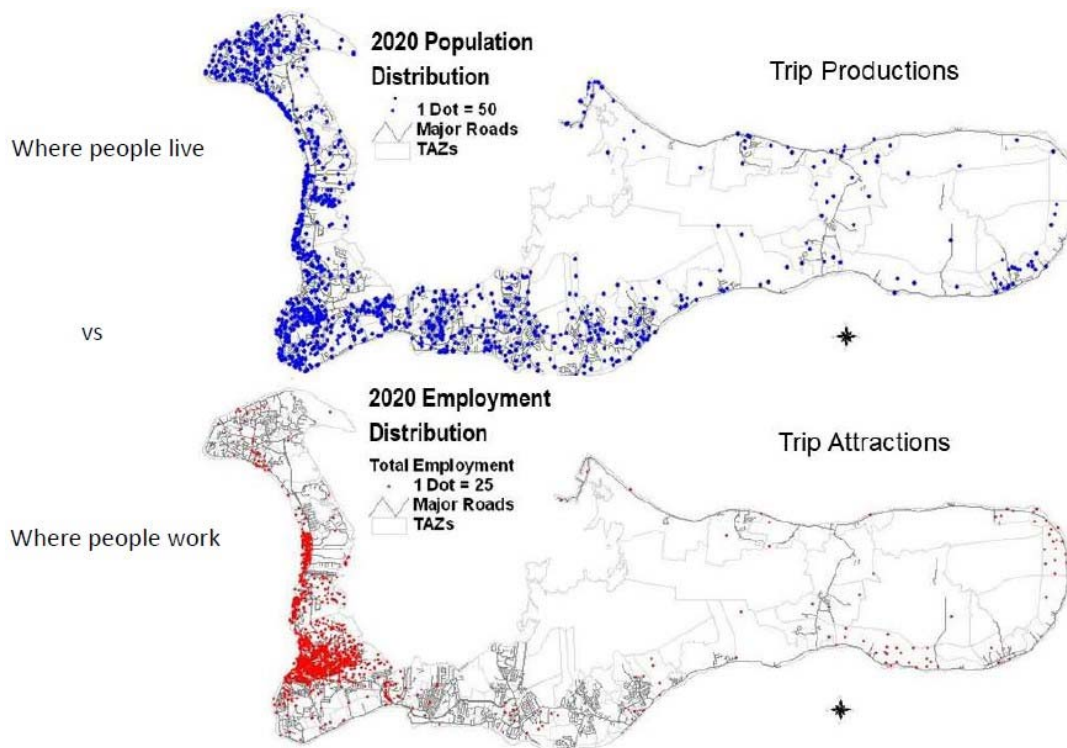 2020 Population
Distribution
1 Dot = 50
Major Roads
TAZs
Trip Productions
Where people live
vs
2020 Employment
Distribution
Total Employment
1 Dot = 25
Major Roads
TAZs
Trip Attractions
Where people work